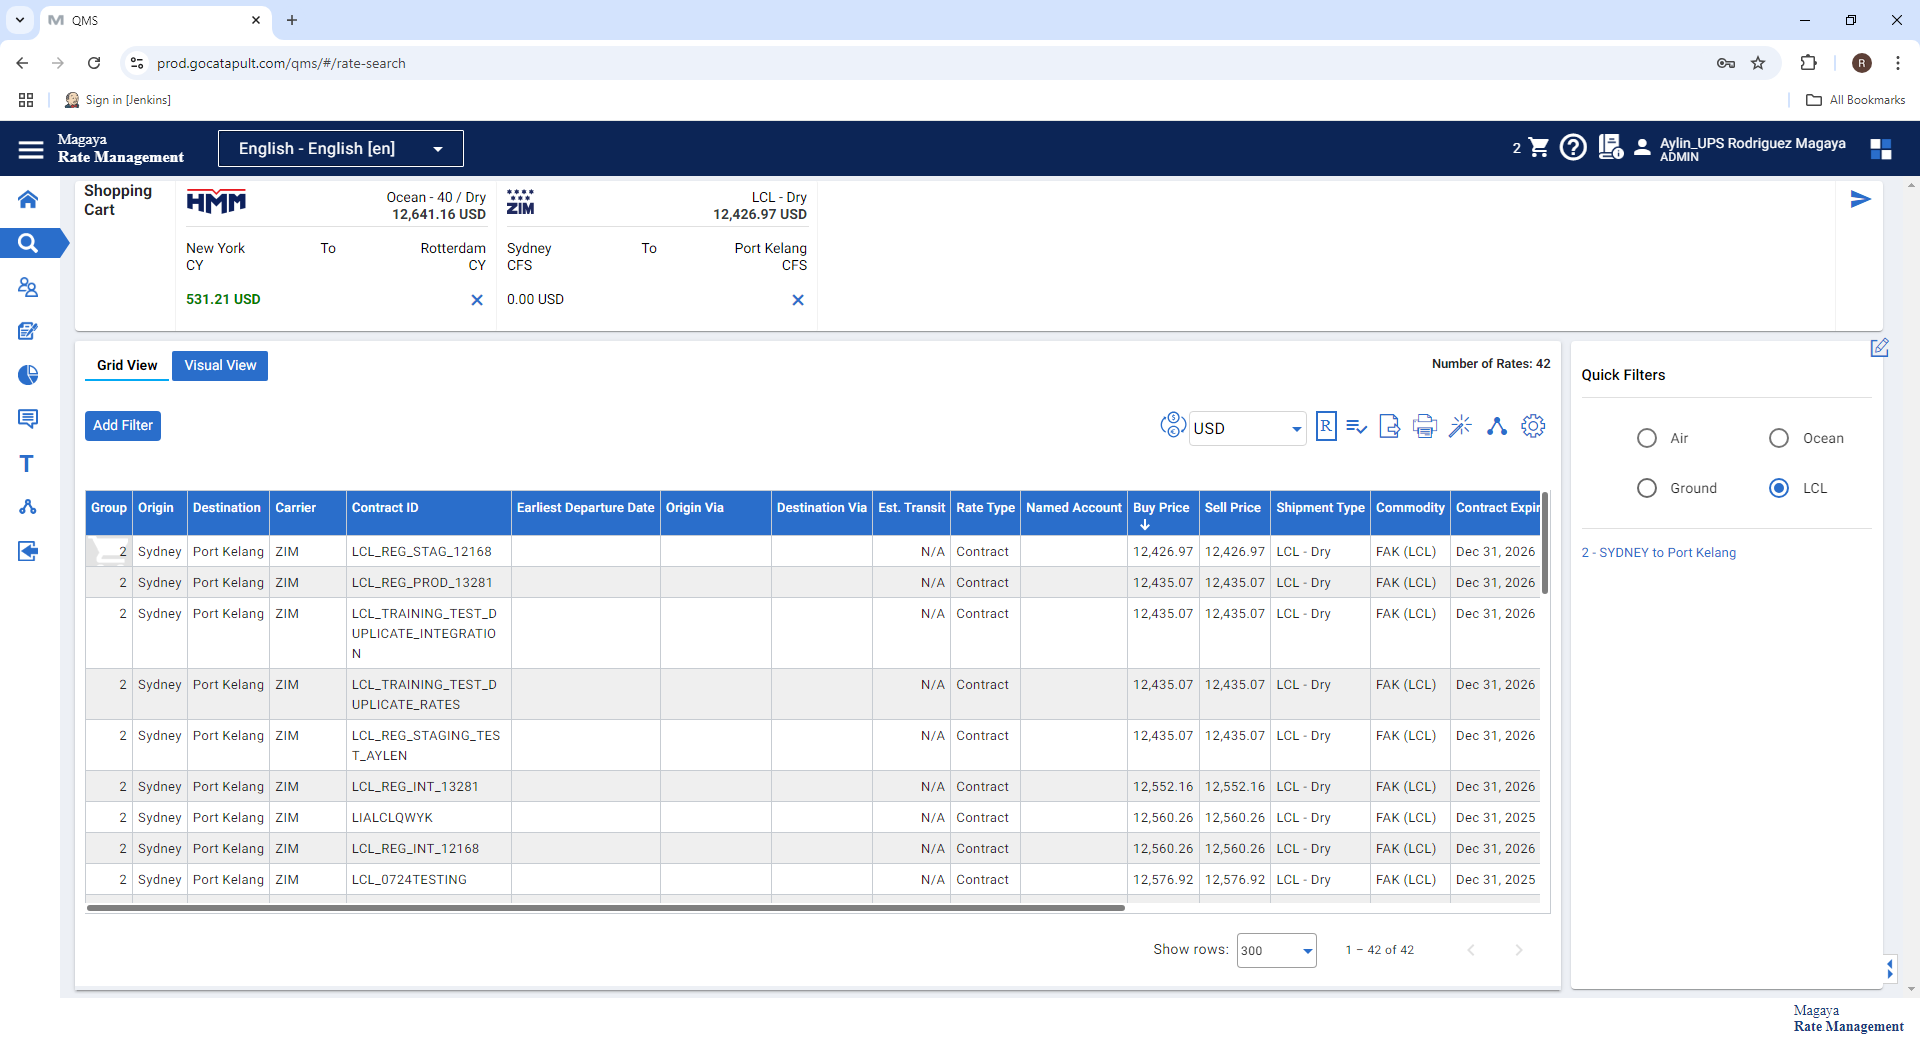 QMS
prod.gocatapult.com/qms/#/rate-search
R
Sign in [Jenkins]
All Bookmarks
Magaya
Rate Management
English - English [en]
2
Aylin_UPS Rodriguez Magaya
ADMIN
Shopping
Cart
HMM
Ocean - 40 / Dry
12,641.16 USD
New York
CY
To
Rotterdam
CY
531.21 USD
ZIM
LCL - Dry
12,426.97 USD
Sydney
CFS
To
Port Kelang
CFS
0.00 USD
Grid View
Visual View
Number of Rates: 42
Add Filter
USD
R
Group Origin Destination Carrier Contract ID Earliest Departure Date Origin Via Destination Via Est. Transit Rate Type Named Account Buy Price Sell Price Shipment Type Commodity Contract Expir
2 Sydney Port Kelang ZIM LCL_REG_STAG_12168 N/A Contract 12,426.97 12,426.97 LCL - Dry FAK (LCL) Dec 31, 2026
2 Sydney Port Kelang ZIM LCL_REG_PROD_13281 N/A Contract 12,435.07 12,435.07 LCL - Dry FAK (LCL) Dec 31, 2026
2 Sydney Port Kelang ZIM LCL_TRAINING_TEST_D N/A Contract 12,435.07 12,435.07 LCL - Dry FAK (LCL) Dec 31, 2026
UPLICATE_INTEGRATIO
N
2 Sydney Port Kelang ZIM LCL_TRAINING_TEST_D N/A Contract 12,435.07 12,435.07 LCL - Dry FAK (LCL) Dec 31, 2026
UPLICATE_RATES
2 Sydney Port Kelang ZIM LCL_REG_STAGING_TES N/A Contract 12,435.07 12,435.07 LCL - Dry FAK (LCL) Dec 31, 2026
T_AYLEN
2 Sydney Port Kelang ZIM LCL_REG_INT_13281 N/A Contract 12,552.16 12,552.16 LCL - Dry FAK (LCL) Dec 31, 2026
2 Sydney Port Kelang ZIM LIALCLQWYK N/A Contract 12,560.26 12,560.26 LCL - Dry FAK (LCL) Dec 31, 2025
2 Sydney Port Kelang ZIM LCL_REG_INT_12168 N/A Contract 12,560.26 12,560.26 LCL - Dry FAK (LCL) Dec 31, 2026
2 Sydney Port Kelang ZIM LCL_0724TESTING N/A Contract 12,576.92 12,576.92 LCL - Dry FAK (LCL) Dec 31, 2025
Show rows: 300 1 – 42 of 42
Quick Filters
Air
Ocean
Ground
LCL
2 - SYDNEY to Port Kelang
Magaya
Rate Management